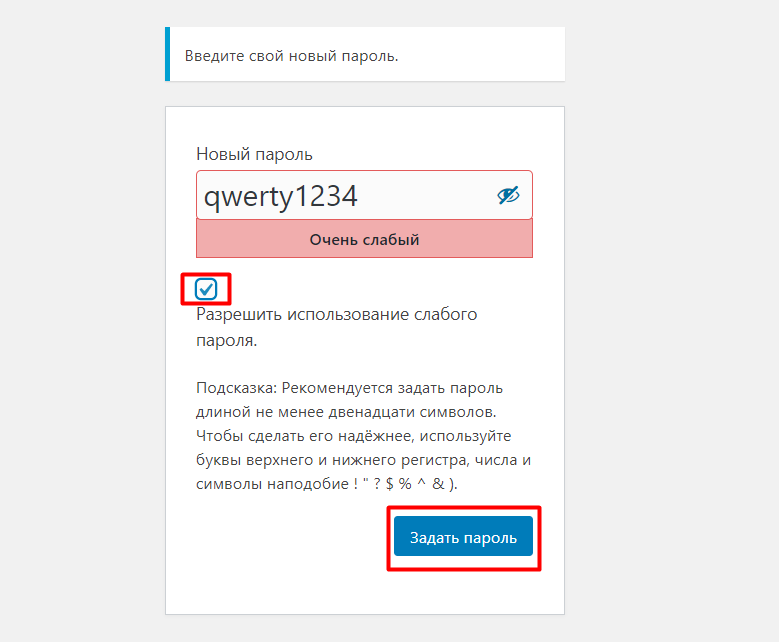 Введите свой новый пароль.
Новый пароль
qwerty1234
Очень слабый
Разрешить использование слабого
пароля.
Подсказка: Рекомендуется задать пароль
длиной не менее двенадцати символов.
Чтобы сделать его надёжнее, используйте
буквы верхнего и нижнего регистра, числа и
символы наподобие ! " ? $ % ^ & ).
Задать пароль